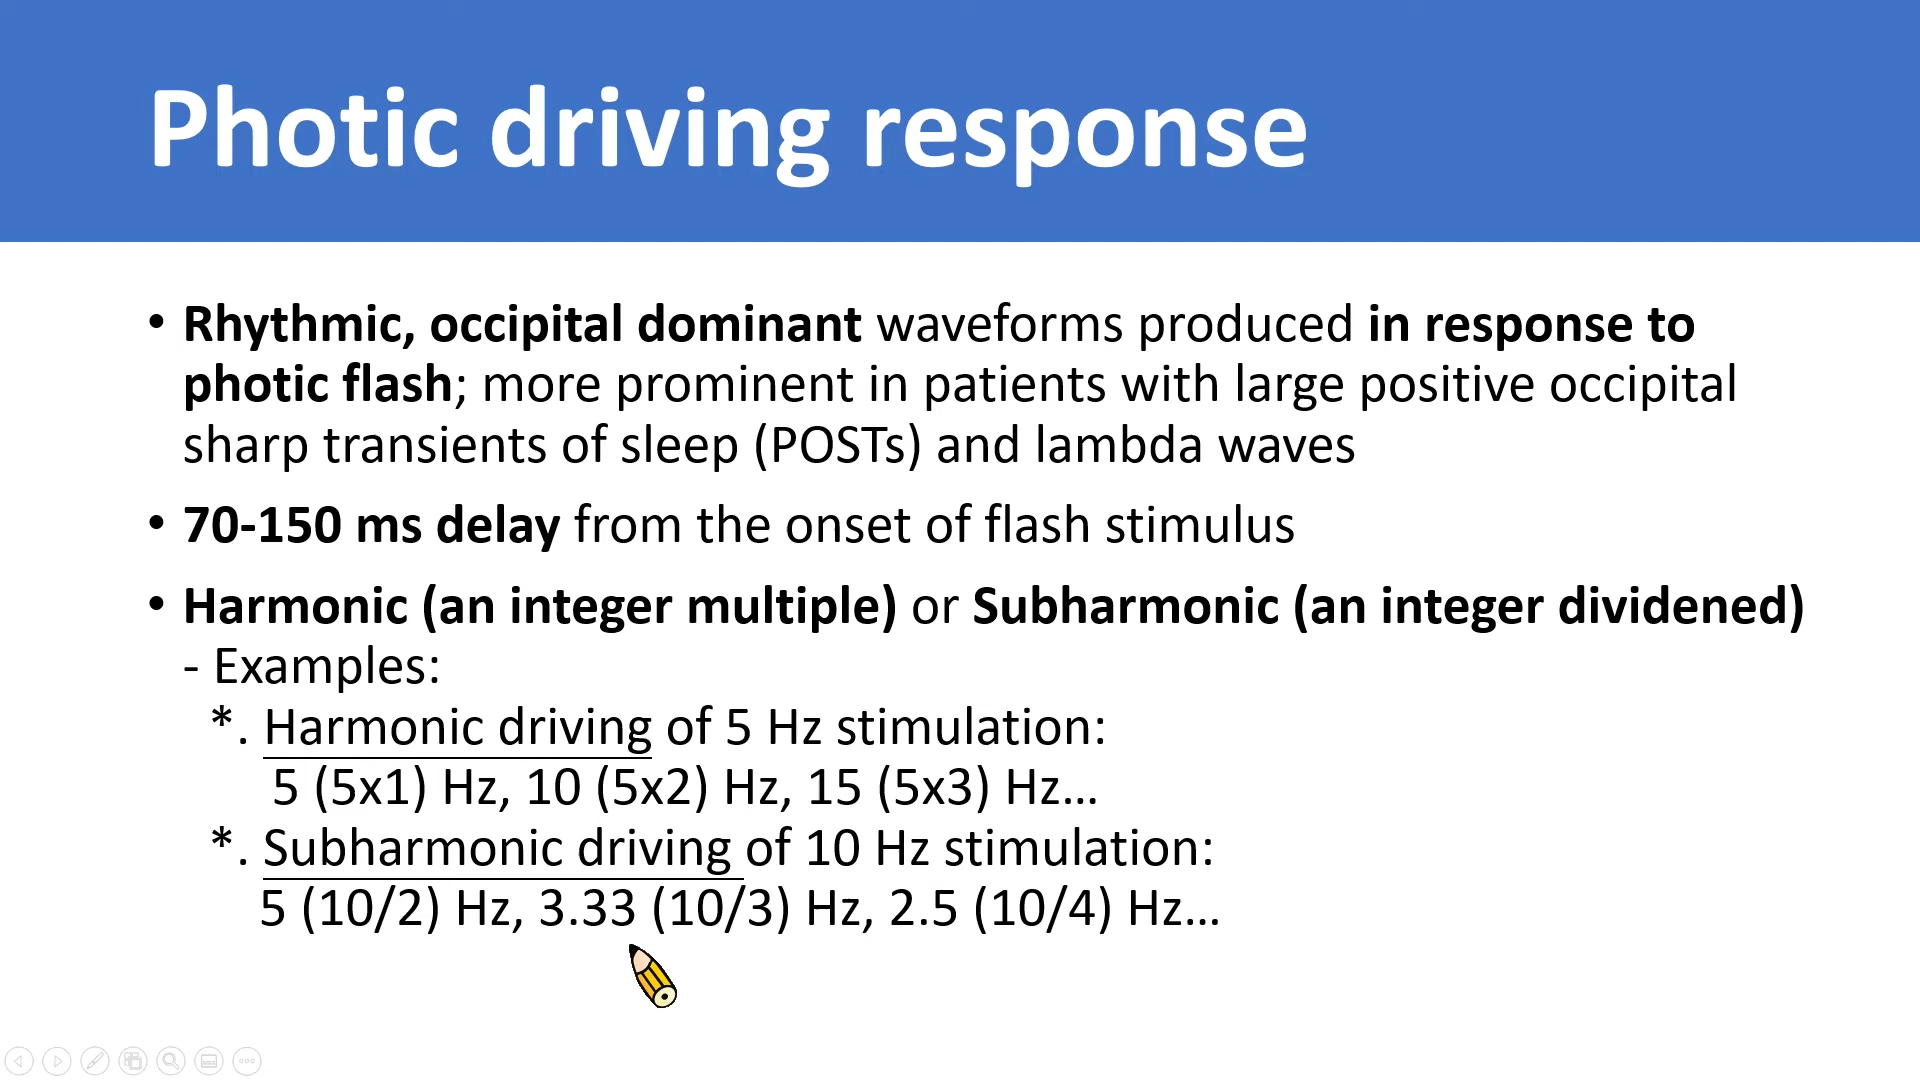 Photic driving response
• Rhythmic, occipital dominant waveforms produced in response to
photic flash; more prominent in patients with large positive occipital
sharp transients of sleep (POSTs) and lambda waves
• 70-150 ms delay from the onset of flash stimulus
• Harmonic (an integer multiple) or Subharmonic (an integer dividened)
- Examples:
*. Harmonic driving of 5 Hz stimulation:
5 (5x1) Hz, 10 (5x2) Hz, 15 (5x3) Hz…
*. Subharmonic driving of 10 Hz stimulation:
5 (10/2) Hz, 3.33 (10/3) Hz, 2.5 (10/4) Hz…